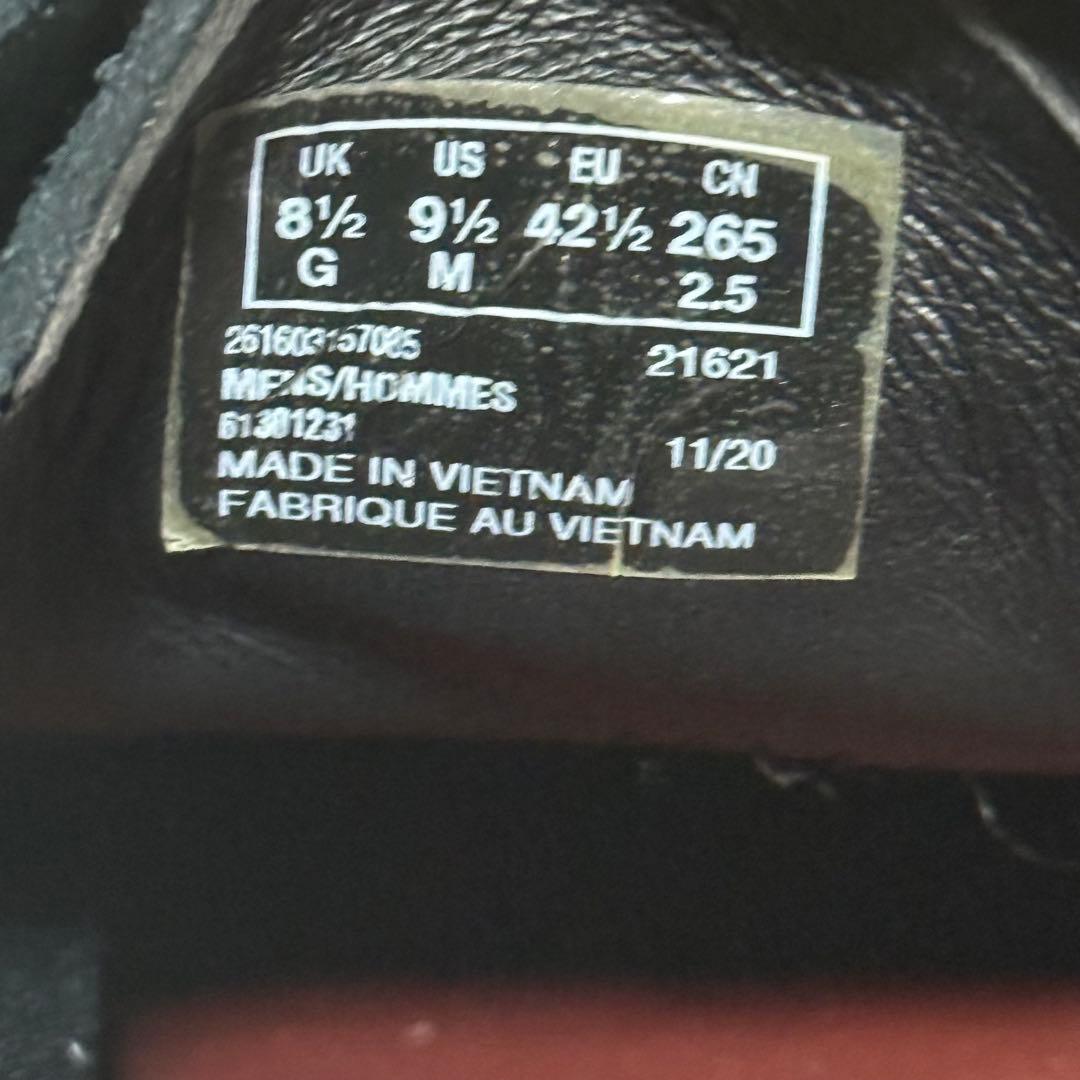 UK US EU CN
8½ 9½ 42½ 265
G M 2.5
261603157085
21621
MENS/HOMMES
61301231
11/20
MADE IN VIETNAM
FABRIQUE AU VIETNAM